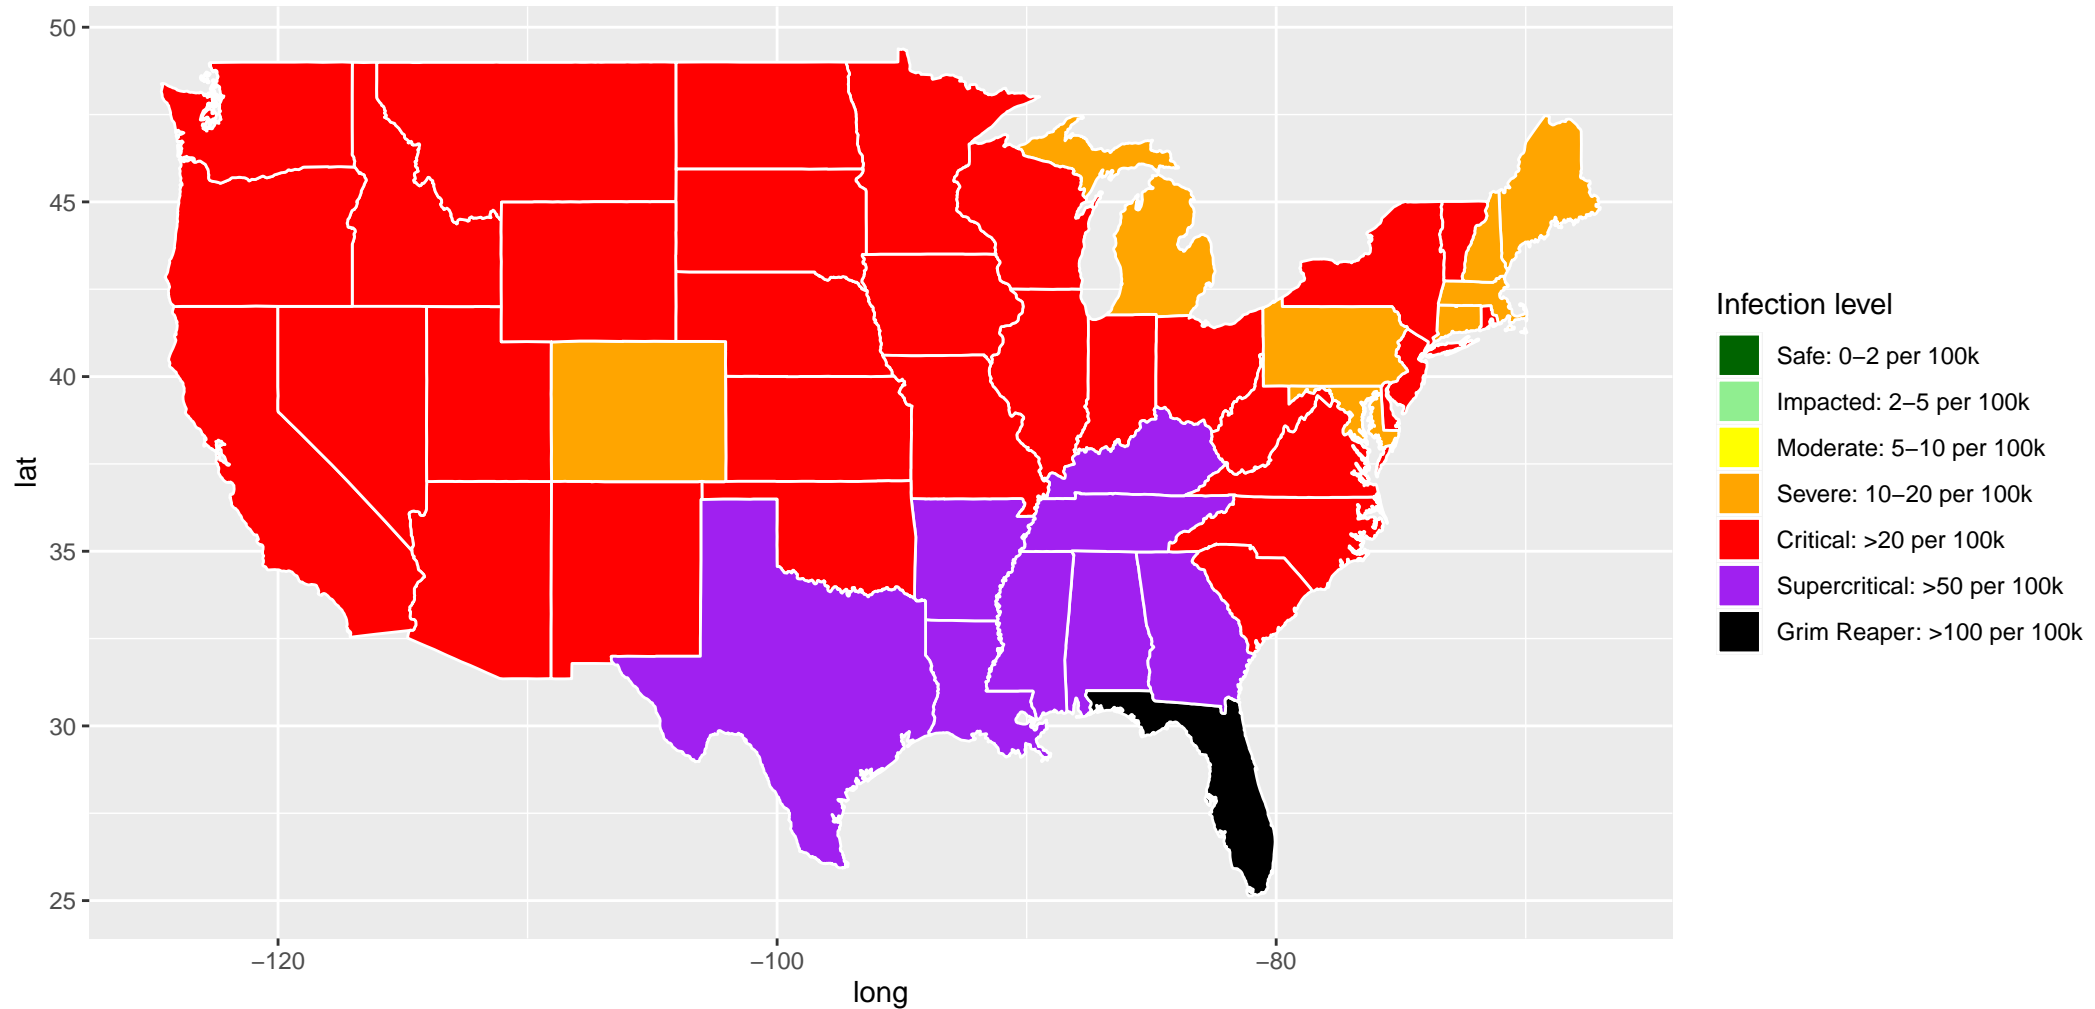 50
45
40
35
30
25
lat
−120
−100
−80
long
Infection level
Safe: 0−2 per 100k
Impacted: 2−5 per 100k
Moderate: 5−10 per 100k
Severe: 10−20 per 100k
Critical: >20 per 100k
Supercritical: >50 per 100k
Grim Reaper: >100 per 100k